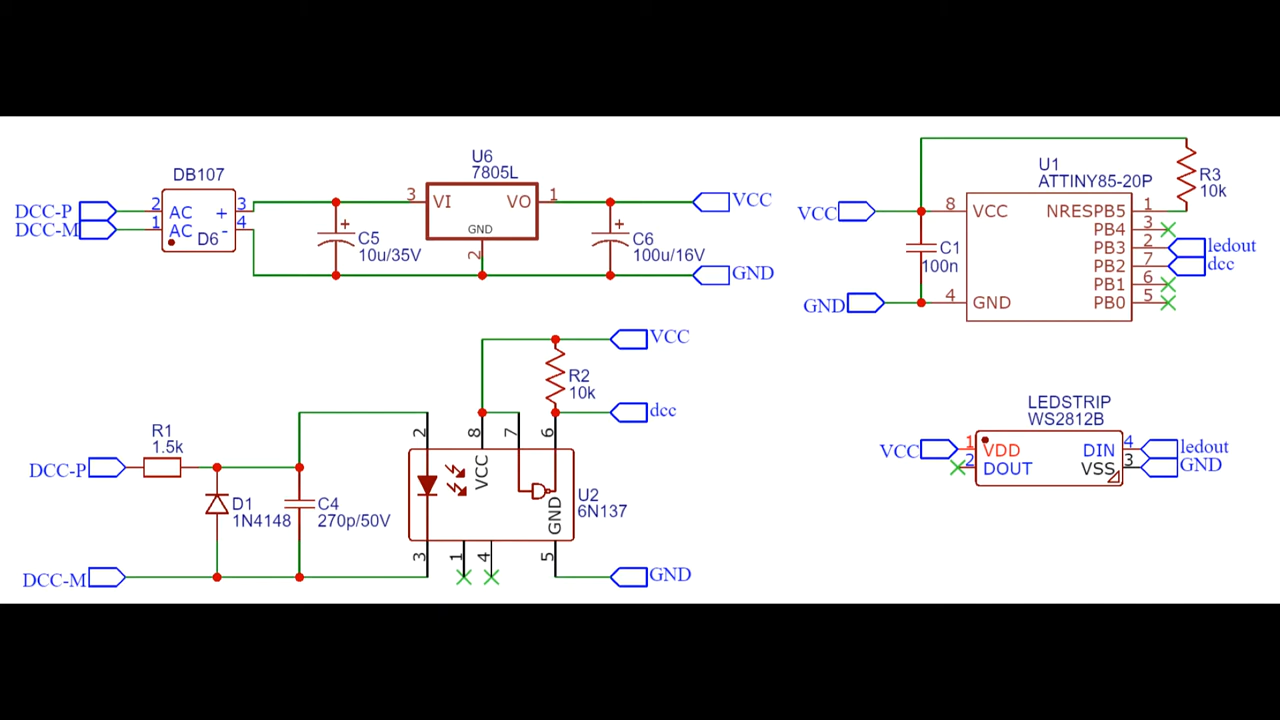 DB107
DCC-P
DCC-M
2
1
AC
AC
+
-
D6
3
4
C5
10u/35V
U6
7805L
3
VI
VO
1
GND
2
C6
100u/16V
VCC
GND
U1
ATTINY85-20P
R3
10k
VCC
GND
C1
100n
8
VCC
4
GND
NRESPB5
1
PB4
3
PB3
2
PB2
7
PB1
6
PB0
5
ledout
dcc
R1
1.5k
DCC-P
DCC-M
D1
1N4148
C4
270p/50V
2
8
7
6
VCC
GND
3
1
4
5
U2
6N137
R2
10k
VCC
dcc
GND
LEDSTRIP
WS2812B
VCC
1
VDD
2
DOUT
DIN
4
VSS
3
ledout
GND